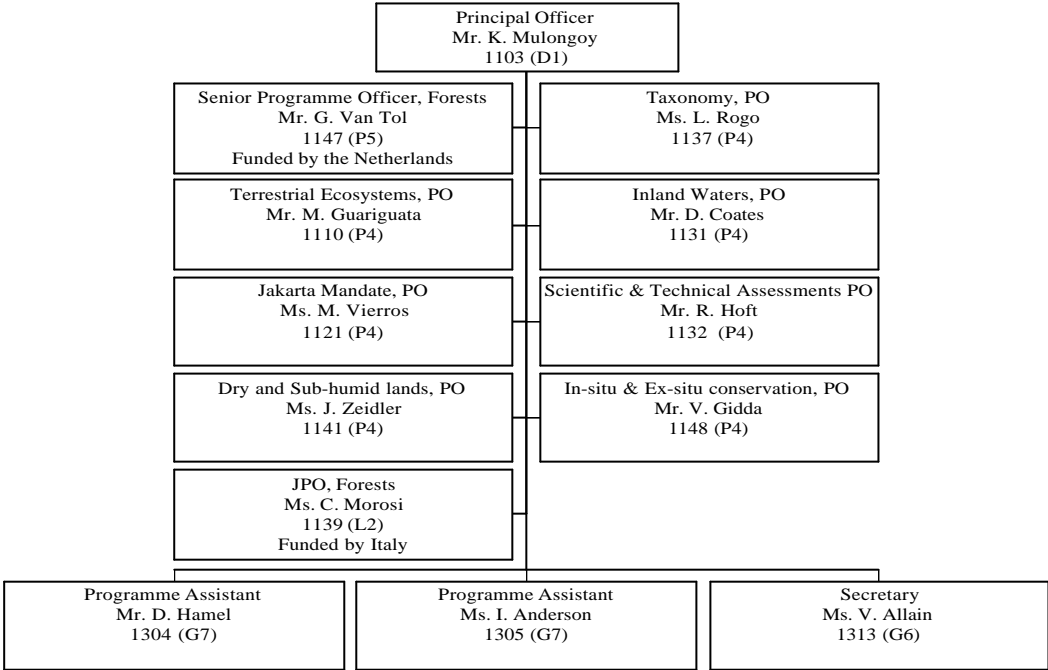 Principal Officer
Mr. K. Mulongoy
1103 (D1)
Senior Programme Officer, Forests
Mr. G. Van Tol
1147 (P5)
Funded by the Netherlands
Taxonomy, PO
Ms. L. Rogo
1137 (P4)
Terrestrial Ecosystems, PO
Mr. M. Guariguata
1110 (P4)
Inland Waters, PO
Mr. D. Coates
1131 (P4)
Jakarta Mandate, PO
Ms. M. Vierros
1121 (P4)
Scientific & Technical Assessments PO
Mr. R. Hoft
1132 (P4)
Dry and Sub-humid lands, PO
Ms. J. Zeidler
1141 (P4)
In-situ & Ex-situ conservation, PO
Mr. V. Gidda
1148 (P4)
JPO, Forests
Ms. C. Morosi
1139 (L2)
Funded by Italy
Programme Assistant
Mr. D. Hamel
1304 (G7)
Programme Assistant
Ms. I. Anderson
1305 (G7)
Secretary
Ms. V. Allain
1313 (G6)